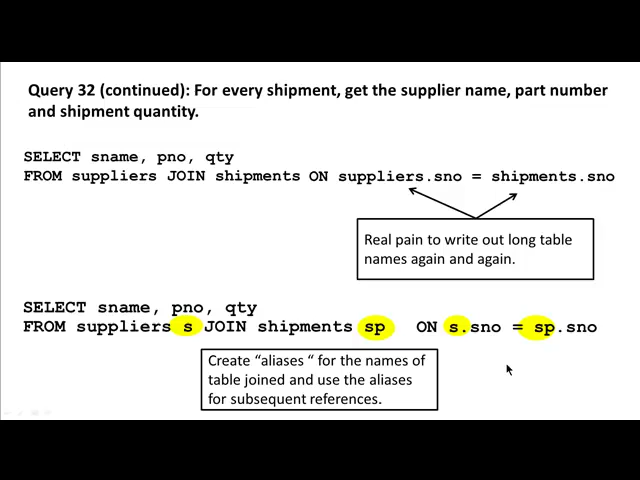 Query 32 (continued): For every shipment, get the supplier name, part number
and shipment quantity.
SELECT sname, pno, qty
FROM suppliers JOIN shipments ON suppliers.sno = shipments.sno
Real pain to write out long table
names again and again.
SELECT sname, pno, qty
FROM suppliers s JOIN shipments sp ON s.sno = sp.sno
Create “aliases “ for the names of
table joined and use the aliases
for subsequent references.